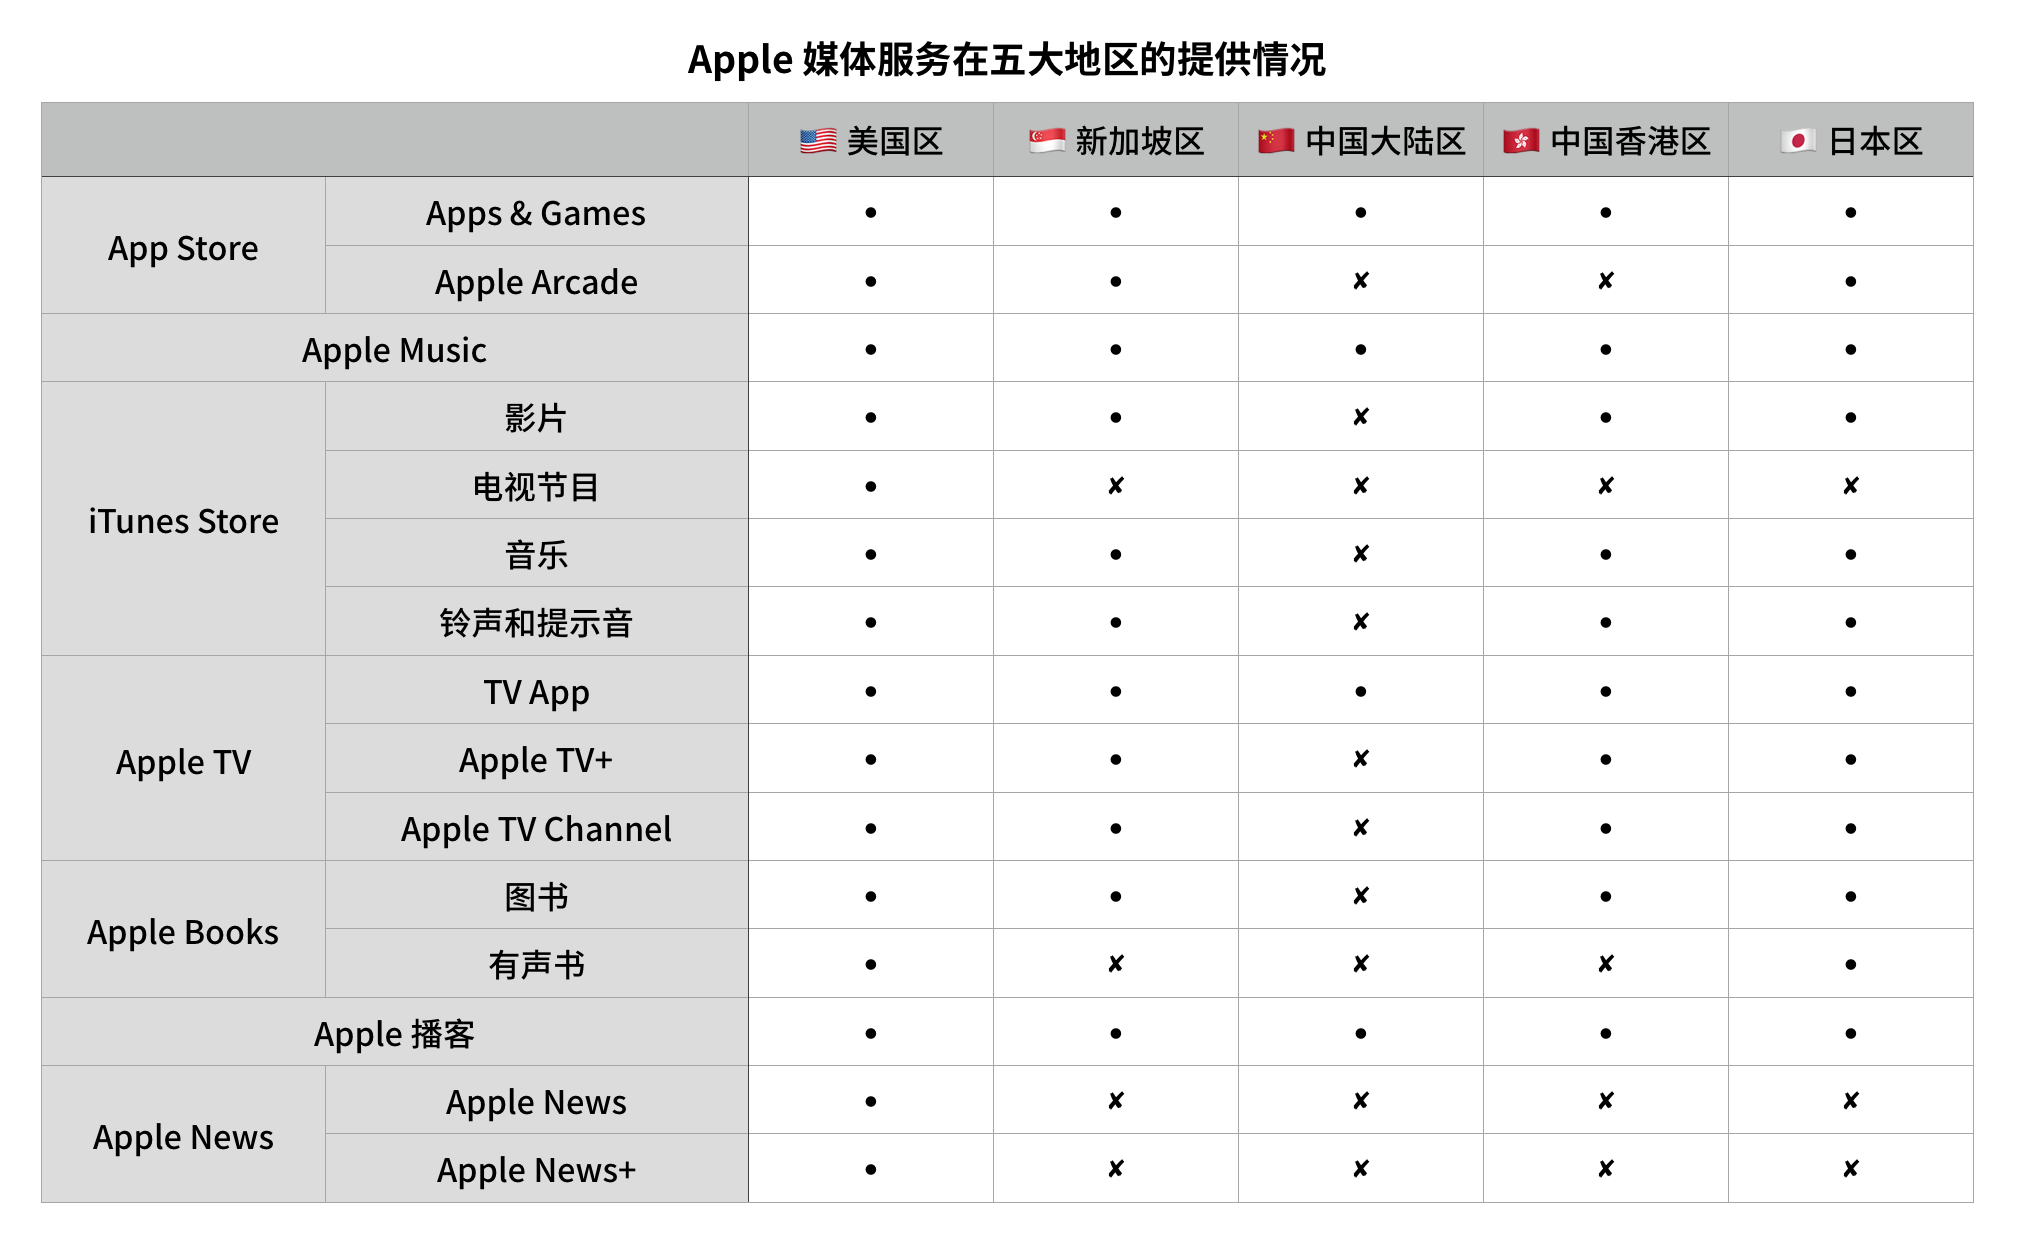 Apple 媒体服务在五大地区的提供情况
🇺🇸 美国区 🇸🇬 新加坡区 🇨🇳 中国大陆区 🇭🇰 中国香港区 🇯🇵 日本区
App Store
Apps & Games • • • • •
Apple Arcade • • ✘ ✘ •
Apple Music • • • • •
iTunes Store
影片 • • ✘ • •
电视节目 • ✘ ✘ ✘ ✘
音乐 • • ✘ • •
铃声和提示音 • • ✘ • •
Apple TV
TV App • • • • •
Apple TV+ • • ✘ • •
Apple TV Channel • • ✘ • •
Apple Books
图书 • • ✘ • •
有声书 • ✘ ✘ ✘ •
Apple 播客 • • • • •
Apple News
Apple News • ✘ ✘ ✘ ✘
Apple News+ • ✘ ✘ ✘ ✘